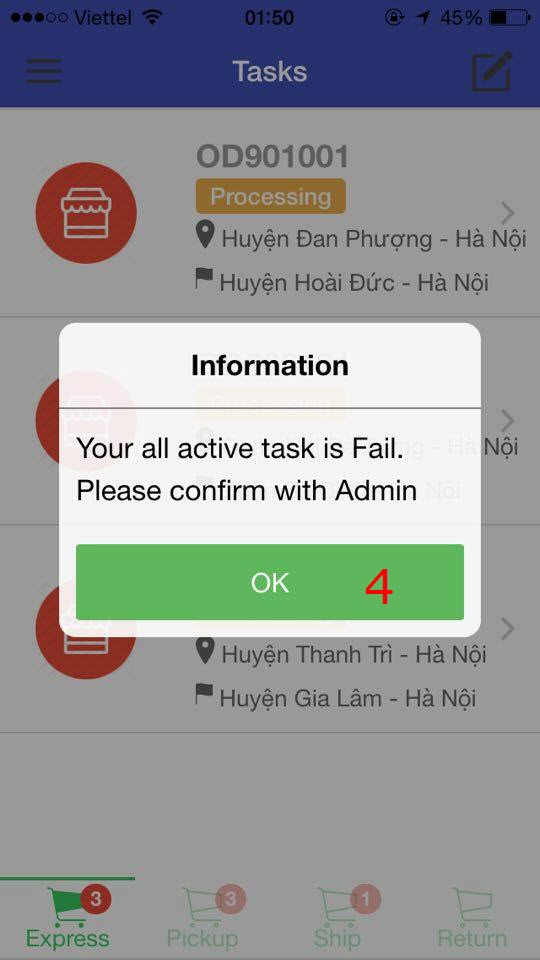 Viettel 01:50 45%
Tasks
OD901001
Processing
Huyện Đan Phượng - Hà Nội
Huyện Hoài Đức - Hà Nội
Information
Nội
Your all active task is Fail.
Please confirm with Admin
OK 4
Huyện Thanh Trì - Hà Nội
Huyện Gia Lâm - Hà Nội
3 3 1
Express Pickup Ship Return